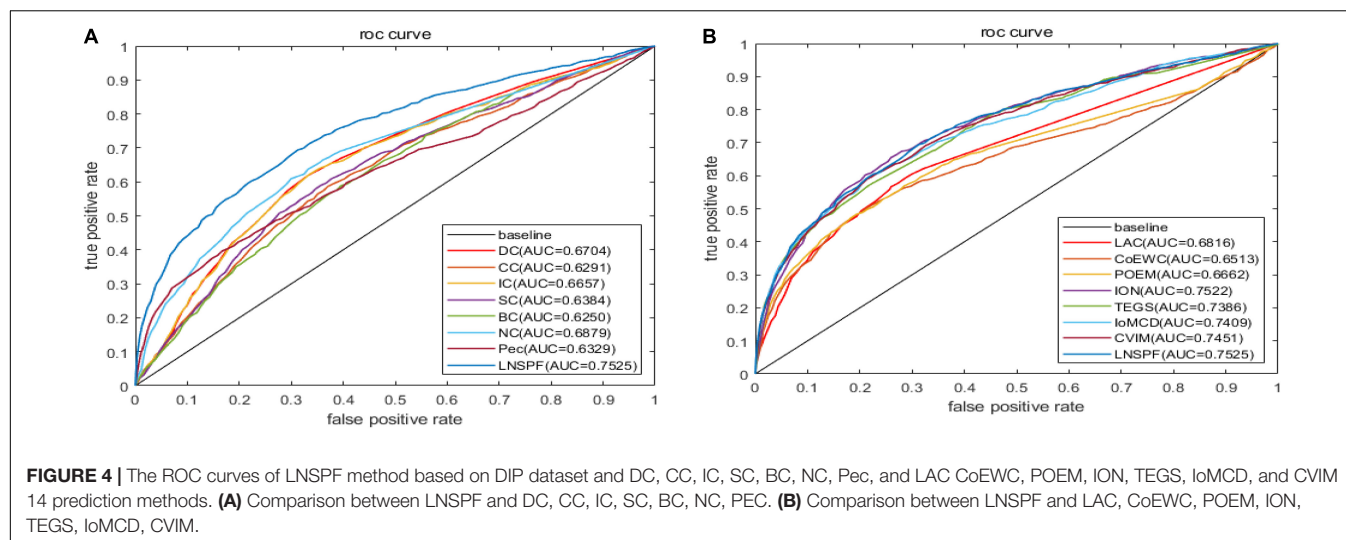 A
roc curve
1
0.9
0.8
0.7
0.6
0.5
0.4
0.3
0.2
0.1
0
true positive rate
baseline
DC(AUC=0.6704)
CC(AUC=0.6291)
IC(AUC=0.6657)
SC(AUC=0.6384)
BC(AUC=0.6250)
NC(AUC=0.6879)
Pec(AUC=0.6329)
LNSPF(AUC=0.7525)
0 0.1 0.2 0.3 0.4 0.5 0.6 0.7 0.8 0.9 1
false positive rate
B
roc curve
1
0.9
0.8
0.7
0.6
0.5
0.4
0.3
0.2
0.1
0
true positive rate
baseline
LAC(AUC=0.6816)
CoEWC(AUC=0.6513)
POEM(AUC=0.6662)
ION(AUC=0.7522)
TEGS(AUC=0.7386)
IoMCD(AUC=0.7409)
CVIM(AUC=0.7451)
LNSPF(AUC=0.7525)
0 0.1 0.2 0.3 0.4 0.5 0.6 0.7 0.8 0.9 1
false positive rate
FIGURE 4 | The ROC curves of LNSPF method based on DIP dataset and DC, CC, IC, SC, BC, NC, Pec, and LAC CoEWC, POEM, ION, TEGS, IoMCD, and CVIM
14 prediction methods. (A) Comparison between LNSPF and DC, CC, IC, SC, BC, NC, PEC. (B) Comparison between LNSPF and LAC, CoEWC, POEM, ION,
TEGS, IoMCD, CVIM.